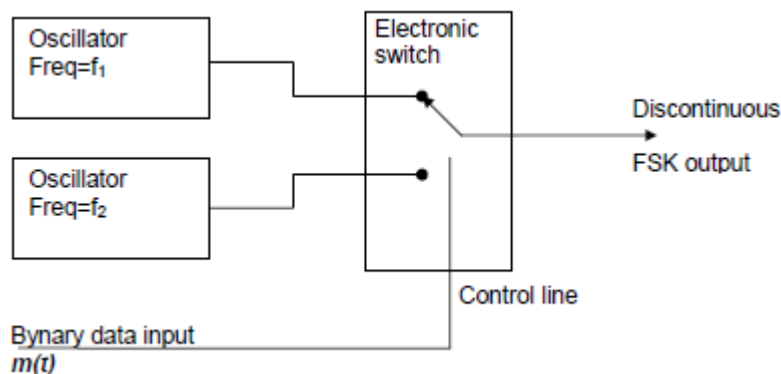 Oscillator
Freq=f₁
Electronic
switch
Discontinuous
FSK output
Oscillator
Freq=f₂
Control line
Bynary data input
m(t)